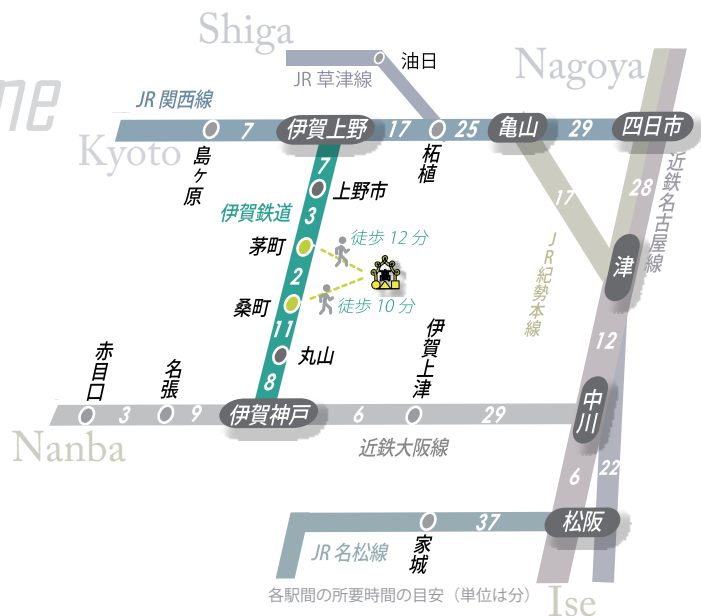 Shiga
油日
Nagoya
JR 草津線
me
JR 関西線
島ヶ原
7
伊賀上野
17
柘植
25
亀山
29
四日市
Kyoto
7
上野市
伊賀鉄道
3
茅町
徒歩 12 分
2
高
桑町
徒歩 10 分
11
丸山
8
17
JR紀勢本線
28
近鉄名古屋線
津
12
赤目口
3
名張
9
伊賀神戸
6
伊賀上津
29
中川
Nanba
近鉄大阪線
6
22
JR 名松線
家城
37
松阪
各駅間の所要時間の目安（単位は分）
Ise